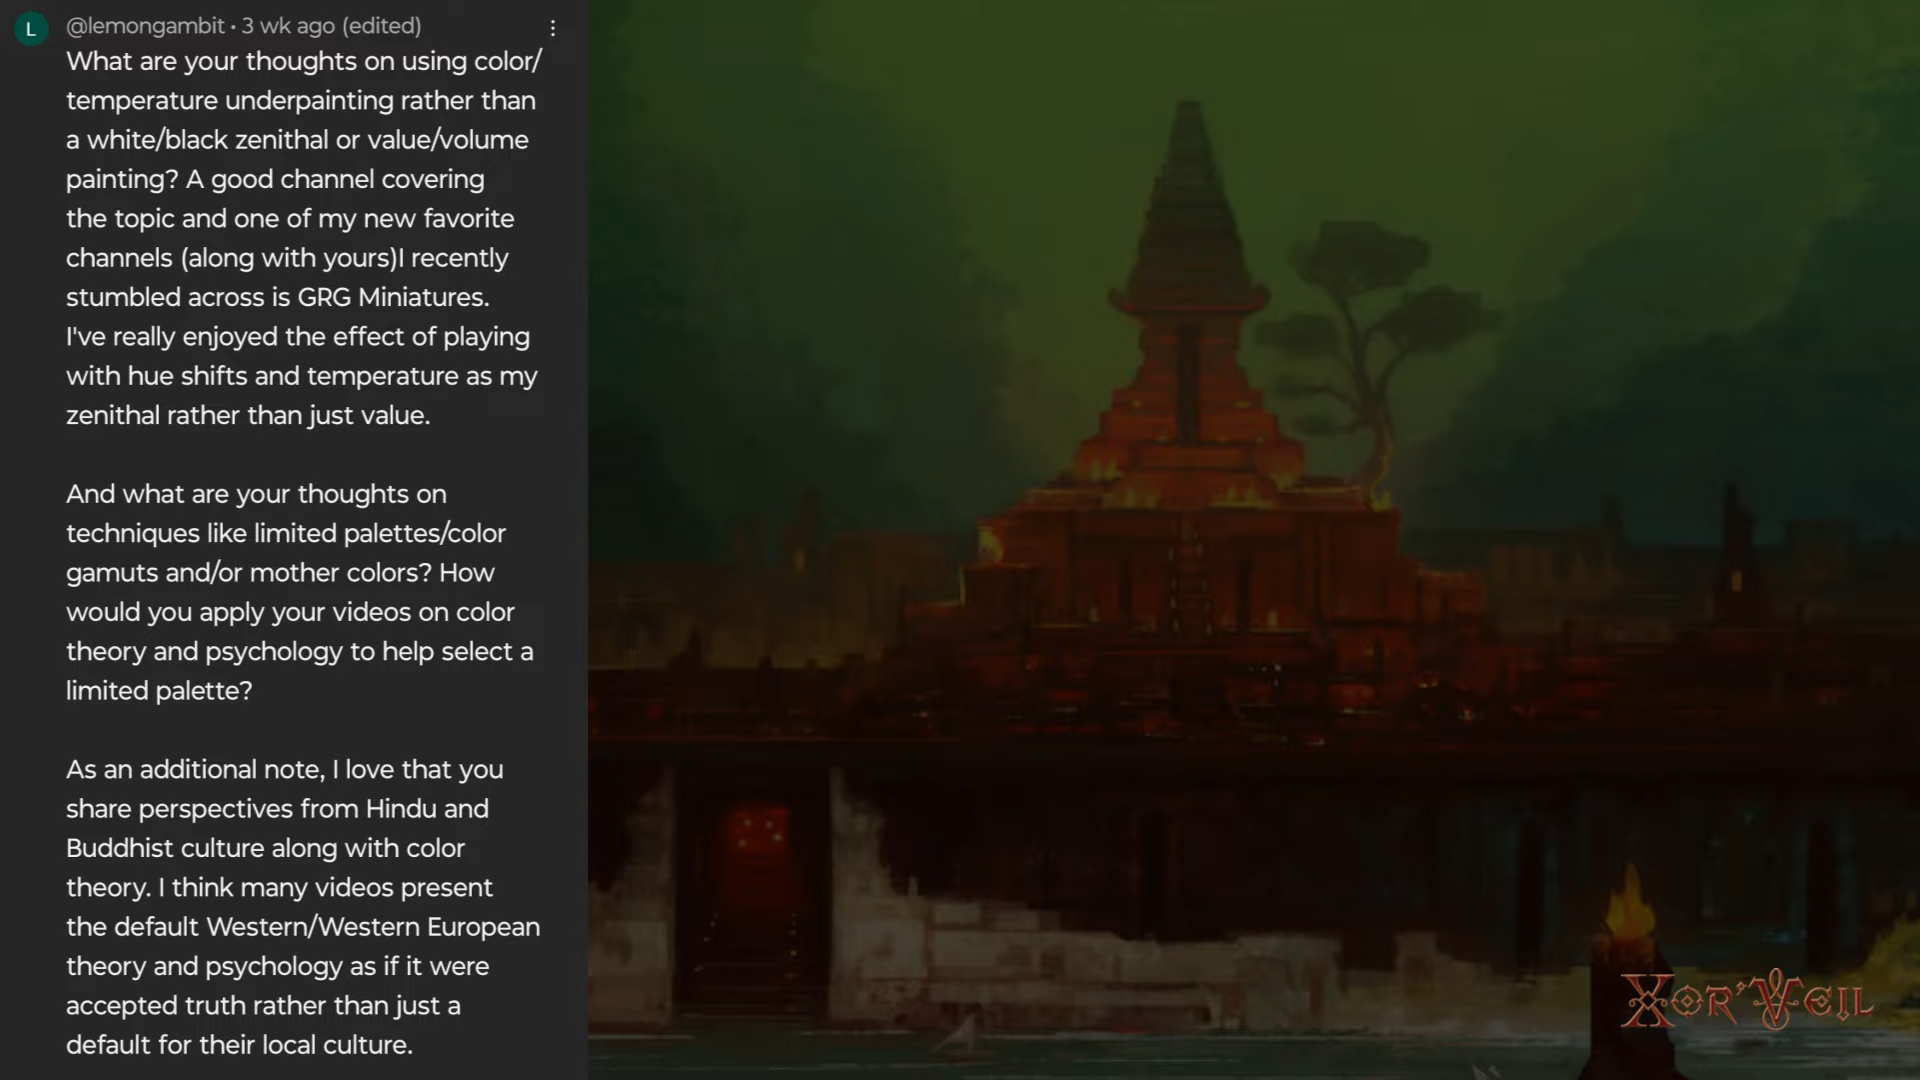 L
@lemongambit • 3 wk ago (edited)
What are your thoughts on using color/
temperature underpainting rather than
a white/black zenithal or value/volume
painting? A good channel covering
the topic and one of my new favorite
channels (along with yours)I recently
stumbled across is GRG Miniatures.
I've really enjoyed the effect of playing
with hue shifts and temperature as my
zenithal rather than just value.
And what are your thoughts on
techniques like limited palettes/color
gamuts and/or mother colors? How
would you apply your videos on color
theory and psychology to help select a
limited palette?
As an additional note, I love that you
share perspectives from Hindu and
Buddhist culture along with color
theory. I think many videos present
the default Western/Western European
theory and psychology as if it were
accepted truth rather than just a
default for their local culture.
Xor'Veil